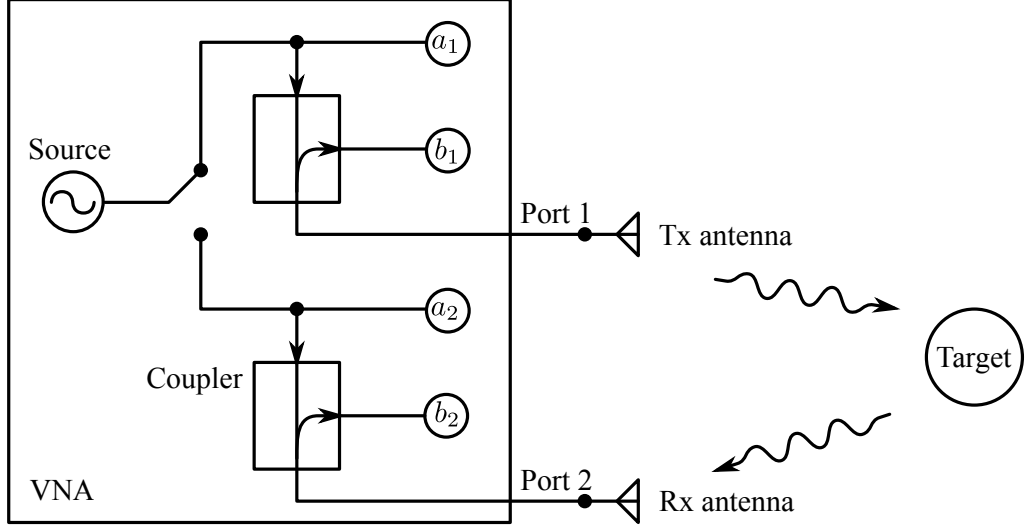 a₁
Source
b₁
Port 1
Tx antenna
a₂
Target
Coupler
b₂
Port 2
VNA
Rx antenna